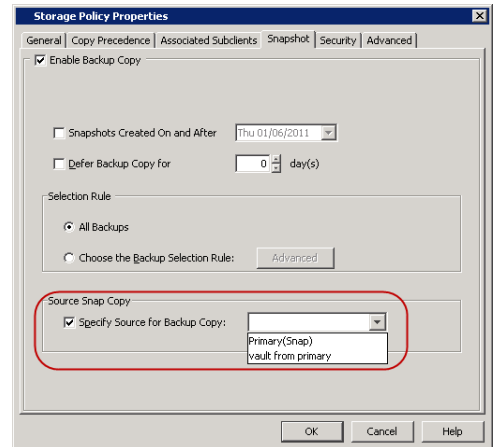 Storage Policy Properties
General Copy Precedence Associated Subclients Snapshot Security Advanced
Enable Backup Copy
Snapshots Created On and After Thu 01/06/2011
Defer Backup Copy for 0 day(s)
Selection Rule
All Backups
Choose the Backup Selection Rule: Advanced
Source Snap Copy
Specify Source for Backup Copy:
Primary(Snap)
vault from primary
OK Cancel Help